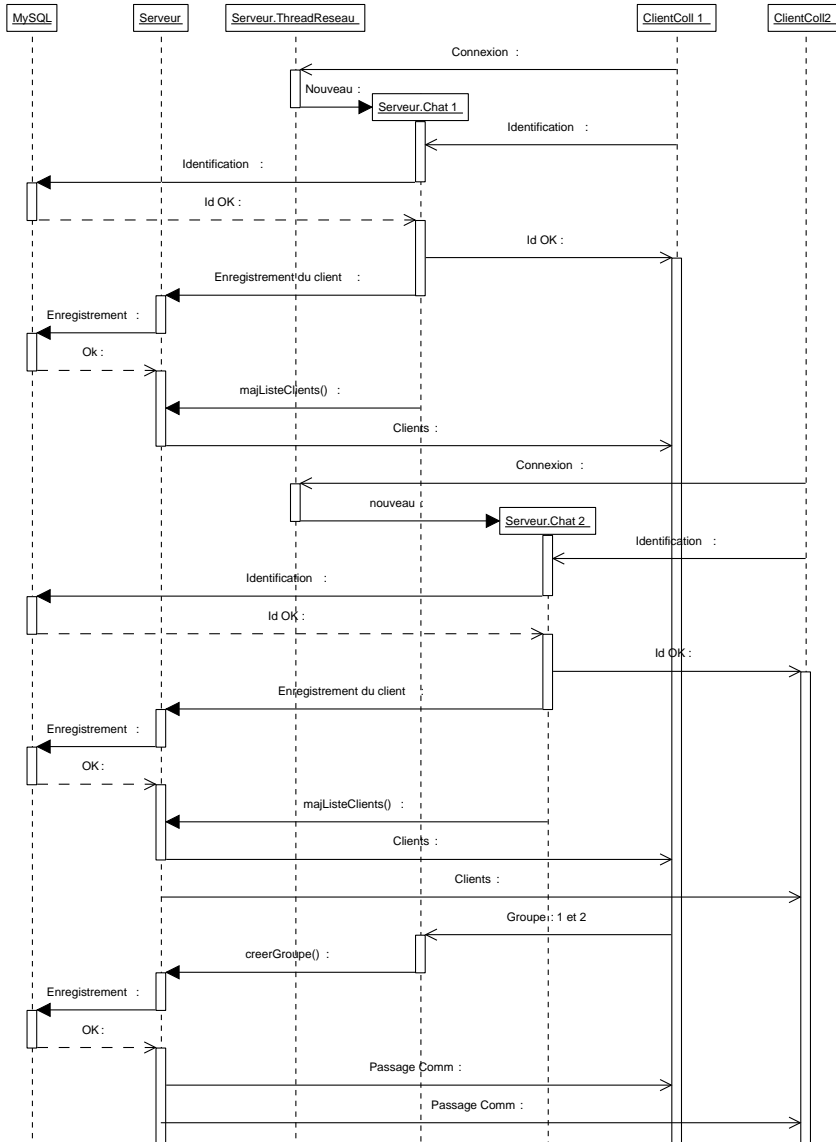 MySQL Serveur Serveur.ThreadReseau ClientColl 1 ClientColl2
Connexion :
Nouveau :
Serveur.Chat 1
Identification :
Identification :
Id OK :
Id OK :
Enregistrement du client :
Enregistrement :
Ok :
majListeClients() :
Clients :
Connexion :
nouveau :
Serveur.Chat 2
Identification :
Identification :
Id OK :
Id OK :
Enregistrement du client :
Enregistrement :
OK :
majListeClients() :
Clients :
Clients :
Groupe : 1 et 2
creerGroupe() :
Enregistrement :
OK :
Passage Comm :
Passage Comm :